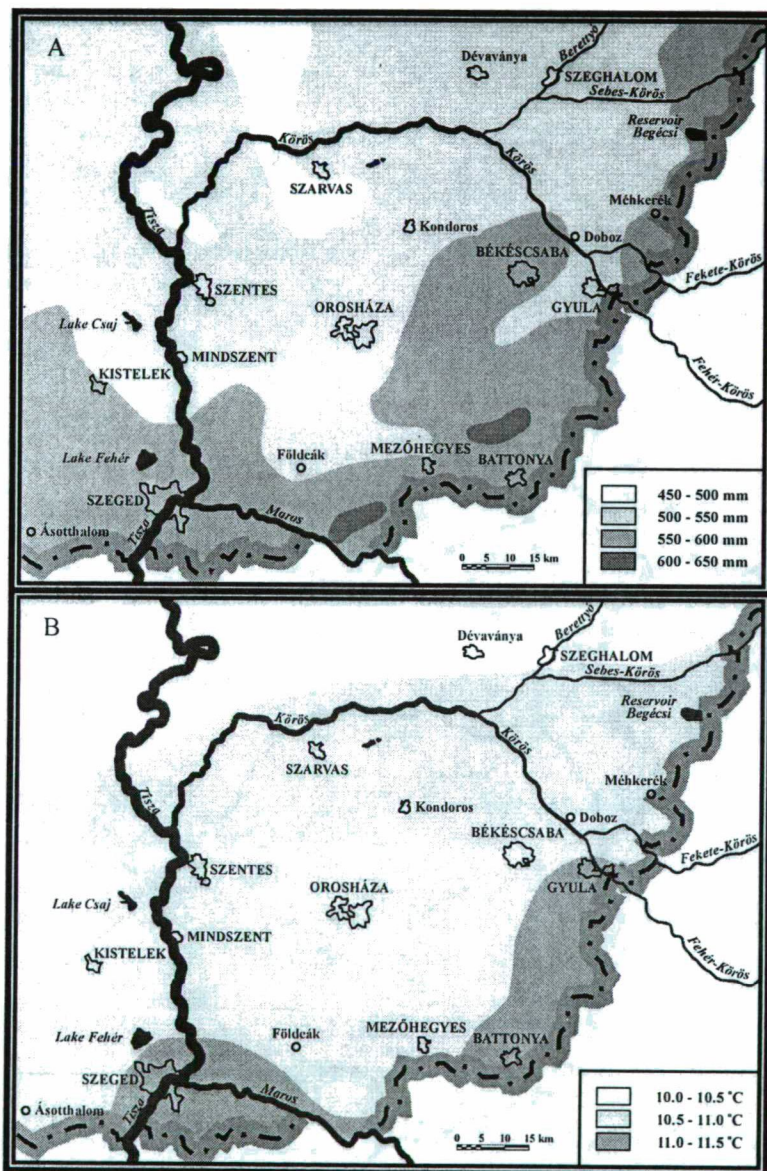 A
Dévaványa
Berettyó
SZEGHALOM
Sebes-Körös
Reservoir
Begécsi
Körös
Körös
SZARVAS
Méhkerék
Tisza
Kondoros
Doboz
BÉKÉSCSABA
Fekete-Körös
SZENTES
GYULA
OROSHÁZA
Lake Csaj
MINDSZENT
KISTELEK
Fehér-Körös
Lake Fehér
Földeák
MEZŐHEGYES
BATTONYA
SZEGED
Maros
Ásotthalom
Tisza
450 - 500 mm
500 - 550 mm
550 - 600 mm
600 - 650 mm
0 5 10 15 km
B
Dévaványa
Berettyó
SZEGHALOM
Sebes-Körös
Reservoir
Begécsi
Körös
Körös
SZARVAS
Méhkerék
Tisza
Kondoros
Doboz
BÉKÉSCSABA
Fekete-Körös
SZENTES
GYULA
OROSHÁZA
Lake Csaj
MINDSZENT
KISTELEK
Fehér-Körös
Lake Fehér
Földeák
MEZŐHEGYES
BATTONYA
SZEGED
Maros
Ásotthalom
Tisza
10.0 - 10.5 °C
10.5 - 11.0 °C
11.0 - 11.5 °C
0 5 10 15 km